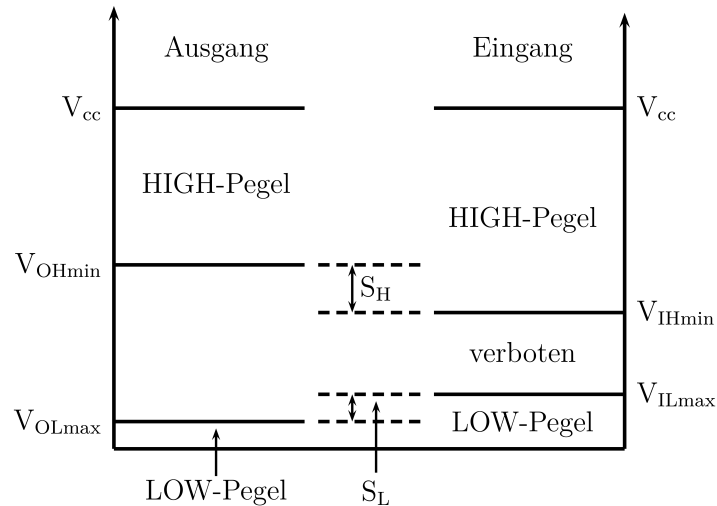 Ausgang
Eingang
Vcc
Vcc
HIGH-Pegel
HIGH-Pegel
VOHmin
SH
VIHmin
verboten
VILmax
VOLmax
LOW-Pegel
LOW-Pegel
SL